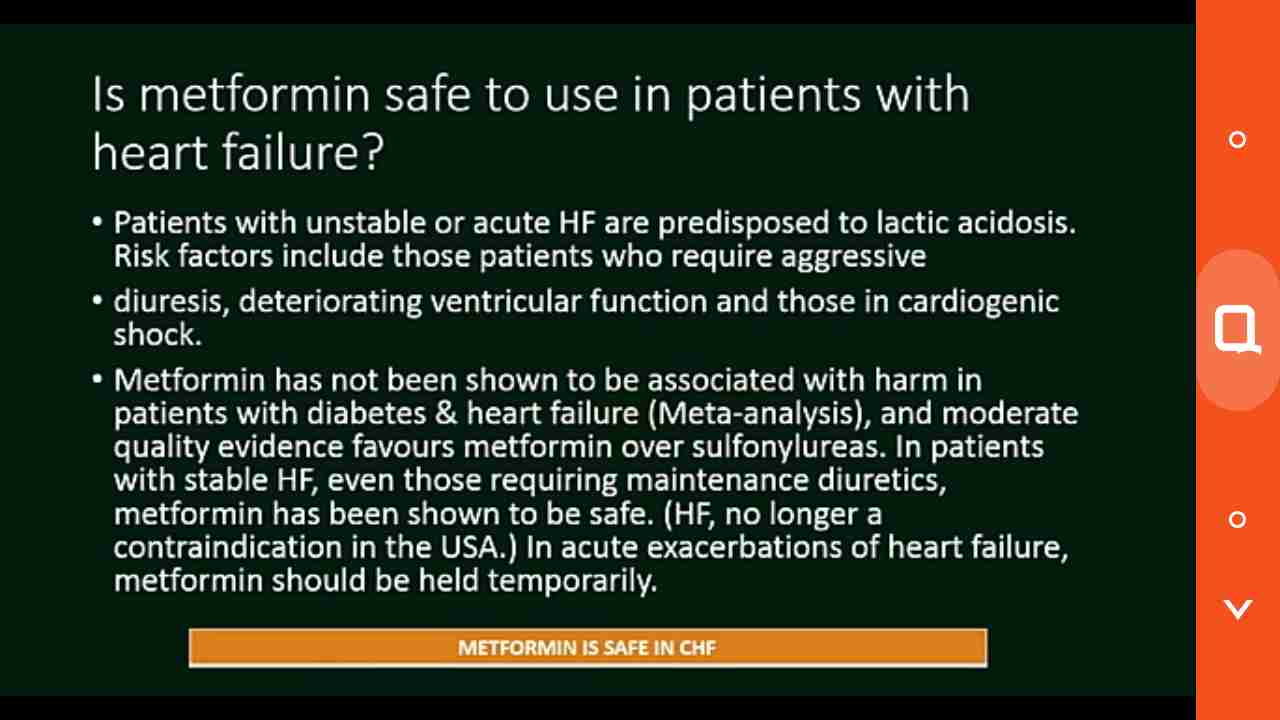 Is metformin safe to use in patients with
heart failure?
• Patients with unstable or acute HF are predisposed to lactic acidosis.
Risk factors include those patients who require aggressive
• diuresis, deteriorating ventricular function and those in cardiogenic
shock.
• Metformin has not been shown to be associated with harm in
patients with diabetes & heart failure (Meta-analysis), and moderate
quality evidence favours metformin over sulfonylureas. In patients
with stable HF, even those requiring maintenance diuretics,
metformin has been shown to be safe. (HF, no longer a
contraindication in the USA.) In acute exacerbations of heart failure,
metformin should be held temporarily.
METFORMIN IS SAFE IN CHF